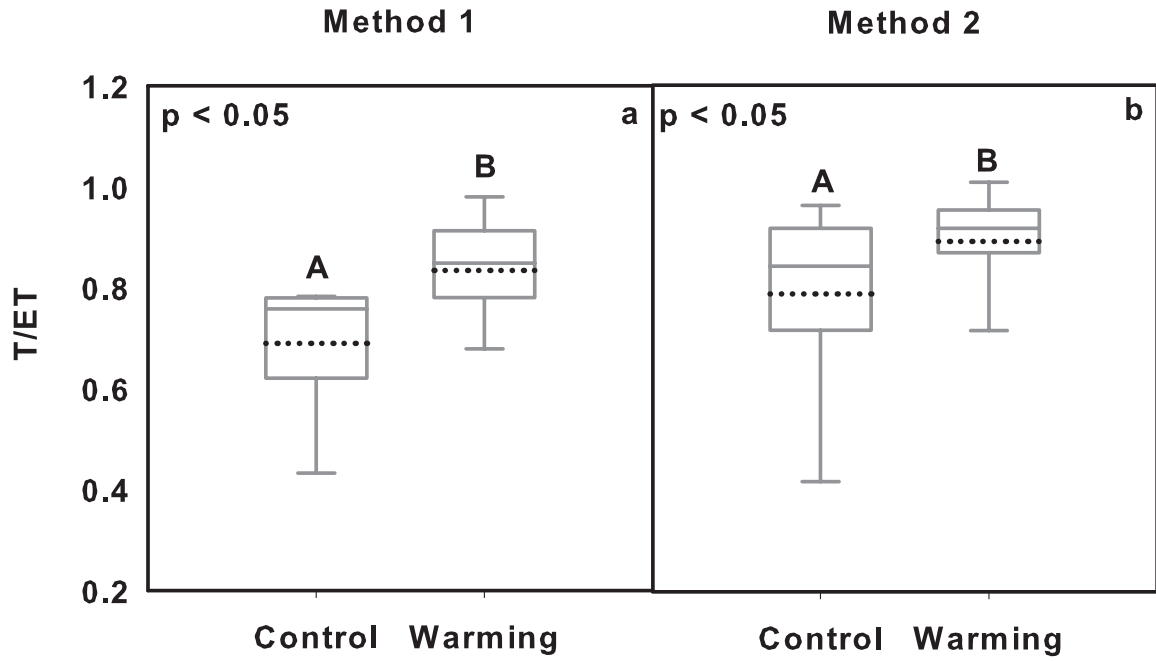 Method 1
Method 2
T/ET
1.2
1.0
0.8
0.6
0.4
0.2
p < 0.05
a
A
B
p < 0.05
b
A
B
Control Warming
Control Warming